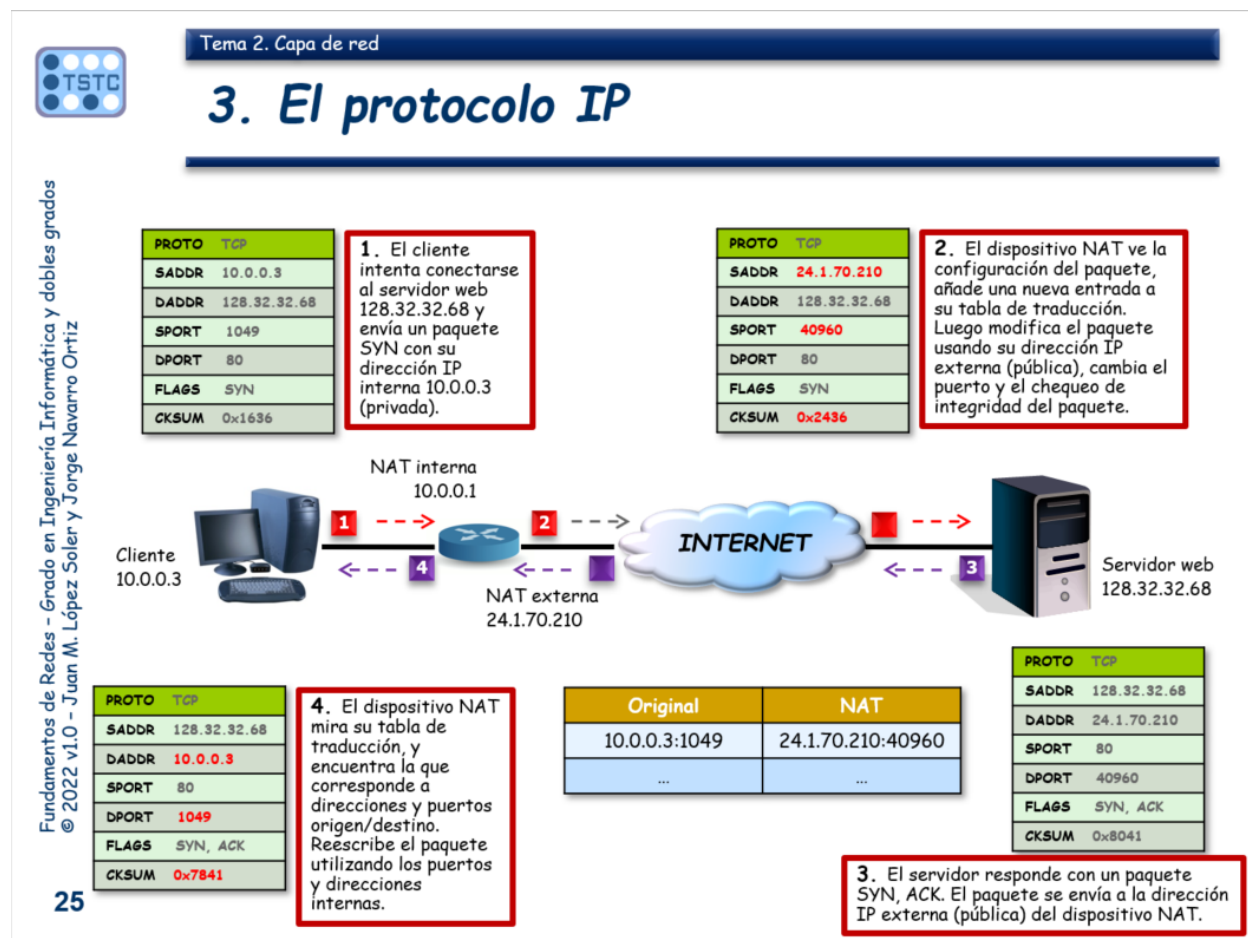 TSTC
Tema 2. Capa de red
3. El protocolo IP
Fundamentos de Redes - Grado en Ingeniería Informática y dobles grados
© 2022 v1.0 - Juan M. López Soler y Jorge Navarro Ortiz
PROTO TCP
SADDR 10.0.0.3
DADDR 128.32.32.68
SPORT 1049
DPORT 80
FLAGS SYN
CKSUM 0x1636
1. El cliente
intenta conectarse
al servidor web
128.32.32.68 y
envía un paquete
SYN con su
dirección IP
interna 10.0.0.3
(privada).
PROTO TCP
SADDR 24.1.70.210
DADDR 128.32.32.68
SPORT 40960
DPORT 80
FLAGS SYN
CKSUM 0x2436
2. El dispositivo NAT ve la
configuración del paquete,
añade una nueva entrada a
su tabla de traducción.
Luego modifica el paquete
usando su dirección IP
externa (pública), cambia el
puerto y el chequeo de
integridad del paquete.
NAT interna
10.0.0.1
1
2
INTERNET
4
3
Cliente
10.0.0.3
NAT externa
24.1.70.210
Servidor web
128.32.32.68
PROTO TCP
SADDR 128.32.32.68
DADDR 10.0.0.3
SPORT 80
DPORT 1049
FLAGS SYN, ACK
CKSUM 0x7841
4. El dispositivo NAT
mira su tabla de
traducción, y
encuentra la que
corresponde a
direcciones y puertos
origen/destino.
Reescribe el paquete
utilizando los puertos
y direcciones
internas.
Original NAT
10.0.0.3:1049 24.1.70.210:40960
... ...
PROTO TCP
SADDR 128.32.32.68
DADDR 24.1.70.210
SPORT 80
DPORT 40960
FLAGS SYN, ACK
CKSUM 0x8041
3. El servidor responde con un paquete
SYN, ACK. El paquete se envía a la dirección
IP externa (pública) del dispositivo NAT.
25